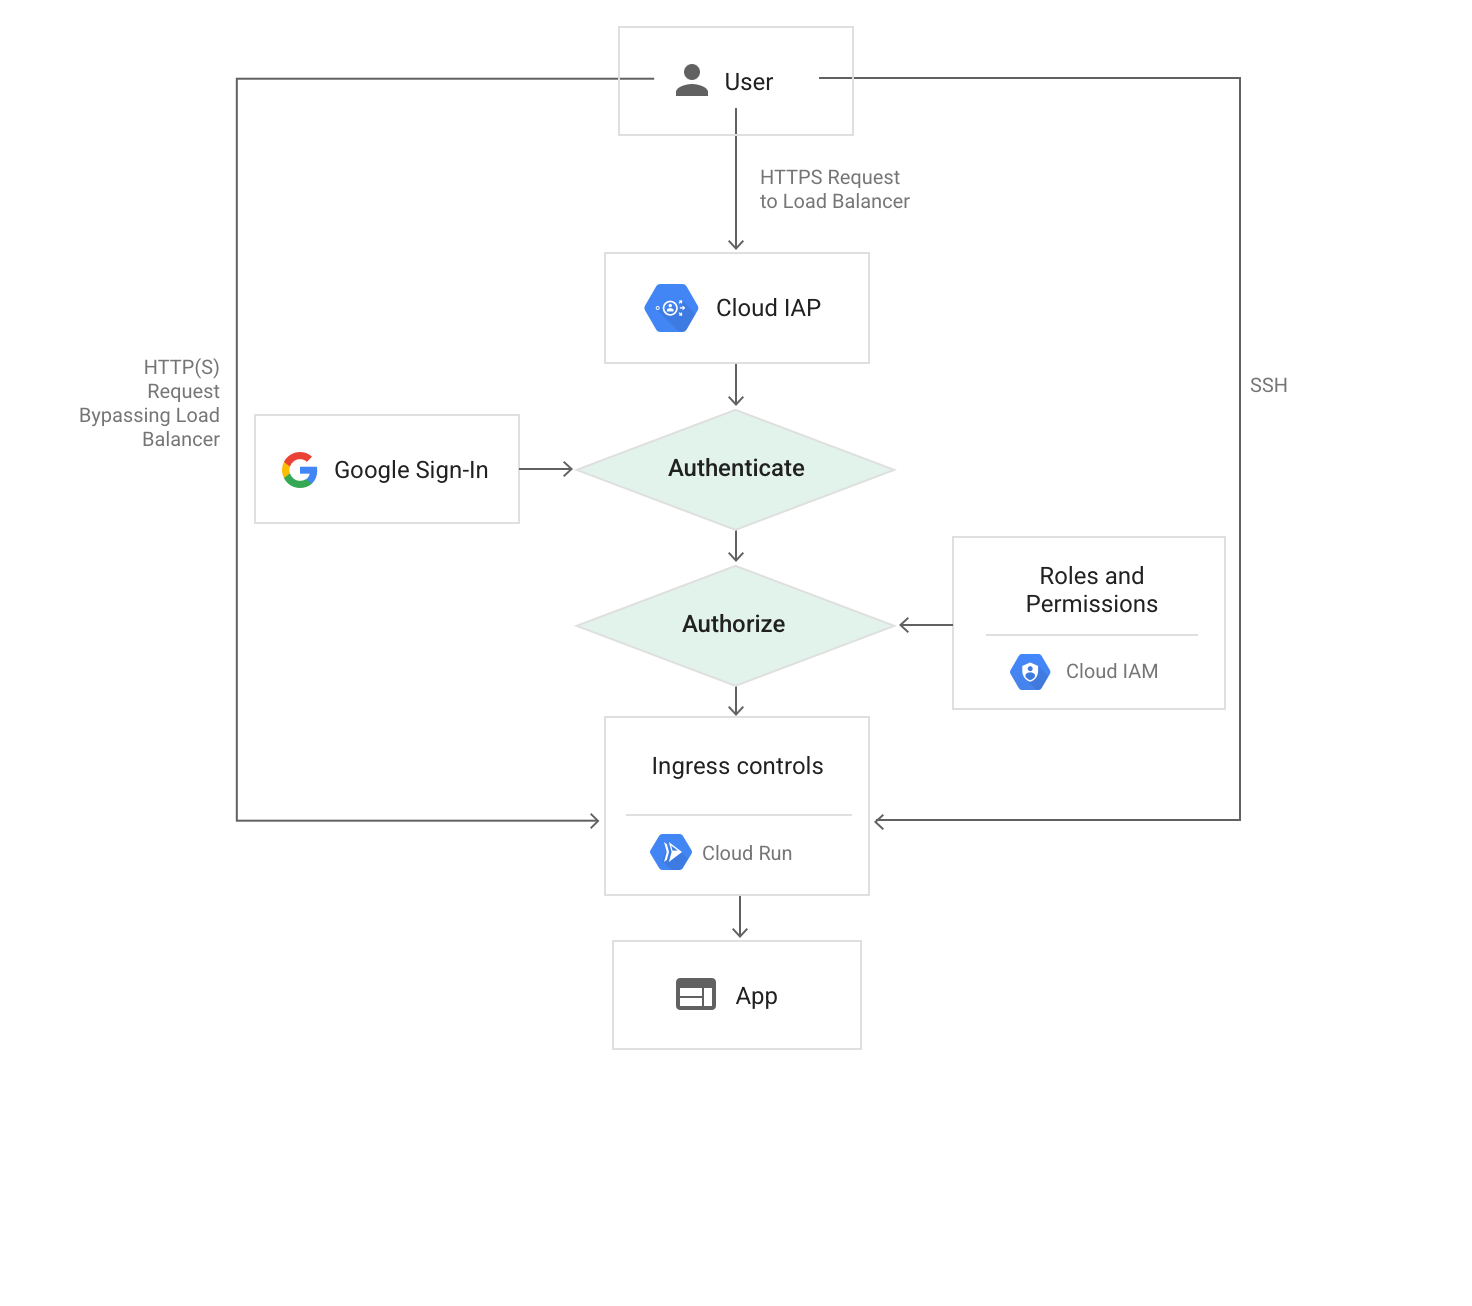 User
HTTPS Request
to Load Balancer
Cloud IAP
HTTP(S)
Request
Bypassing Load
Balancer
SSH
Google Sign-In
Authenticate
Roles and
Permissions
Cloud IAM
Authorize
Ingress controls
Cloud Run
App